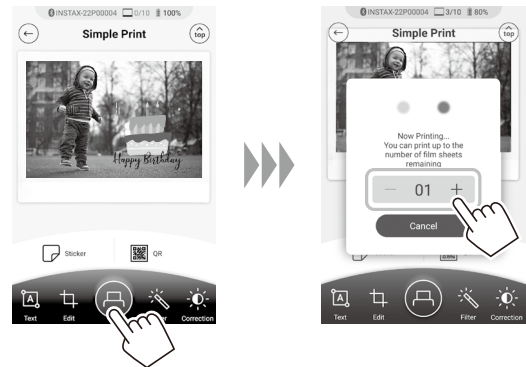 INSTAX-22P00004 0/10 100%
Simple Print
top
Happy Birthday
Sticker
QR
Text
Edit
Filter
Correction
INSTAX-22P00004 3/10 80%
Simple Print
top
Now Printing...
You can print up to the
number of film sheets
remaining
01
Cancel
Text
Edit
Filter
Correction